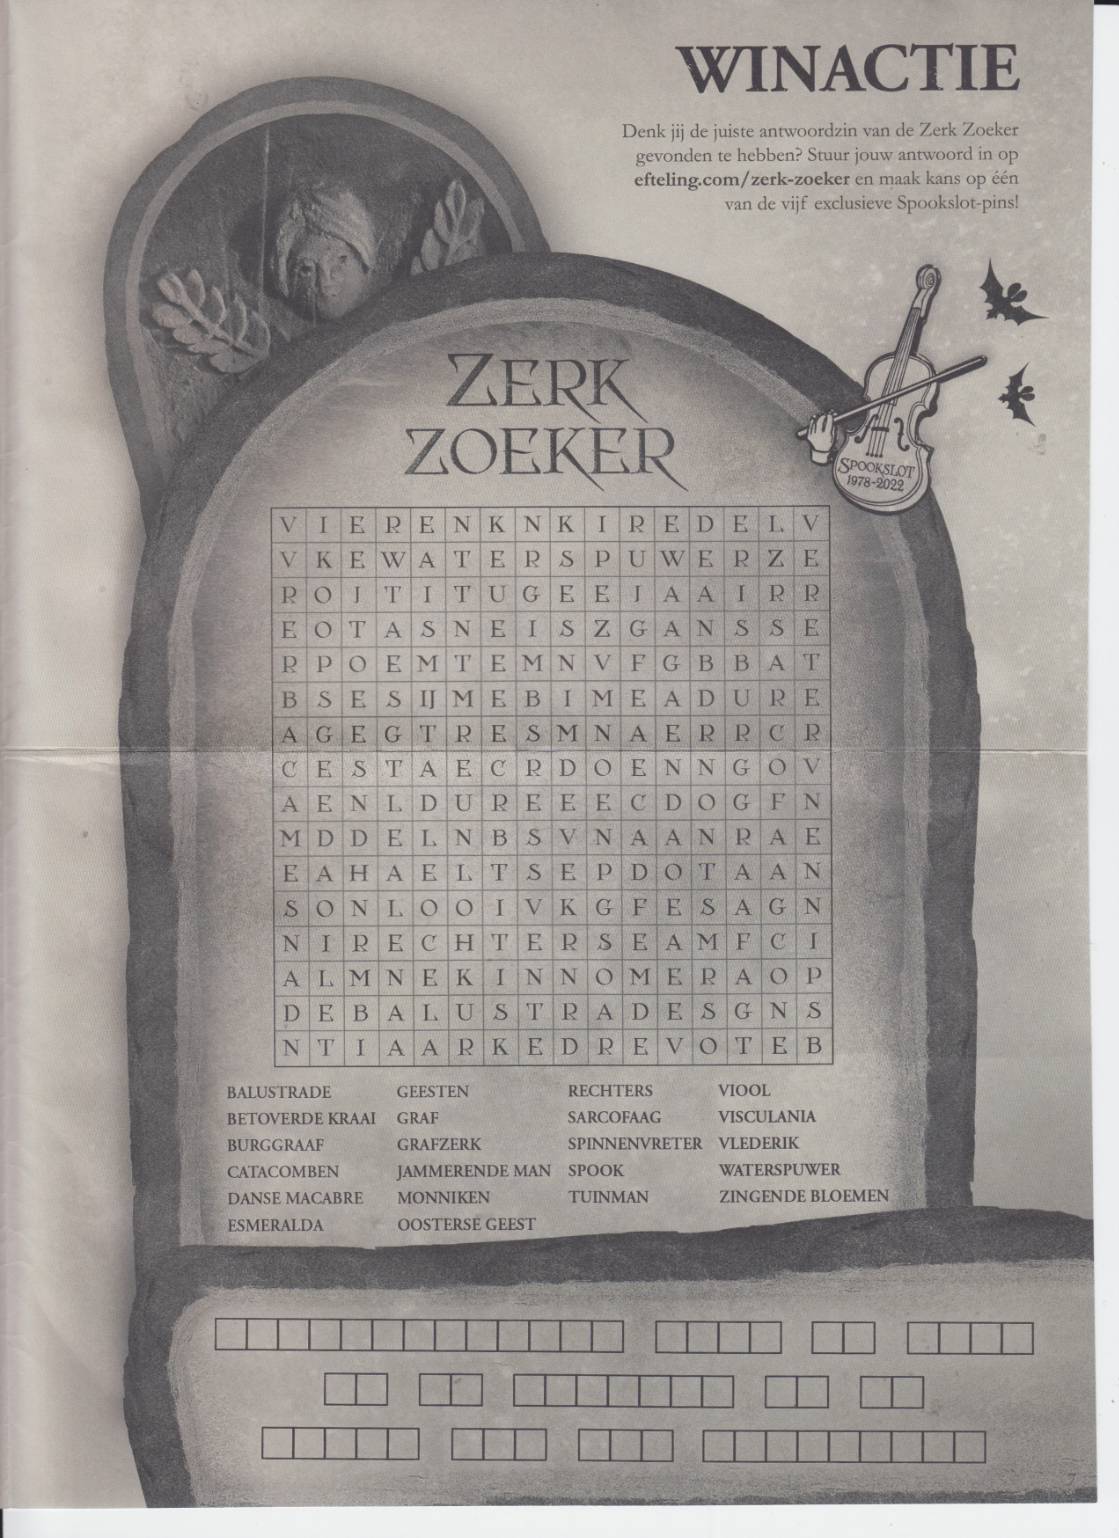 WINACTIE
Denk jij de juiste antwoordzin van de Zerk Zoeker
gevonden te hebben? Stuur jouw antwoord in op
efteling.com/zerk-zoeker en maak kans op één
van de vijf exclusieve Spookslot-pins!
SPOOKSLOT
1978-2022
ZERK
ZOEKER
V I E R E N K N K I R E D E L V
V K E W A T E R S P U W E R Z E
R O J T I T U G E E J A A I R R
E O T A S N E I S Z G A N S S E
R P O E M T E M N V F G B B A T
B S E S IJ M E B I M E A D U R E
A G E G T R E S M N A E R R C R
C E S T A E C R D O E N N G O V
A E N L D U R E E E C D O G F N
M D D E L N B S V N A A N R A E
E A H A E L T S E P D O T A A N
S O N L O O I V K G F E S A G N
N I R E C H T E R S E A M F C I
A L M N E K I N N O M E R A O P
D E B A L U S T R A D E S G N S
N T I A A R K E D R E V O T E B
BALUSTRADE GEESTEN RECHTERS VIOOL
BETOVERDE KRAAI GRAF SARCOFAAG VISCULANIA
BURGGRAAF GRAFZERK SPINNENVRETER VLEDERIK
CATACOMBEN JAMMERENDE MAN SPOOK WATERSPUWER
DANSE MACABRE MONNIKEN TUINMAN ZINGENDE BLOEMEN
ESMERALDA OOSTERSE GEEST